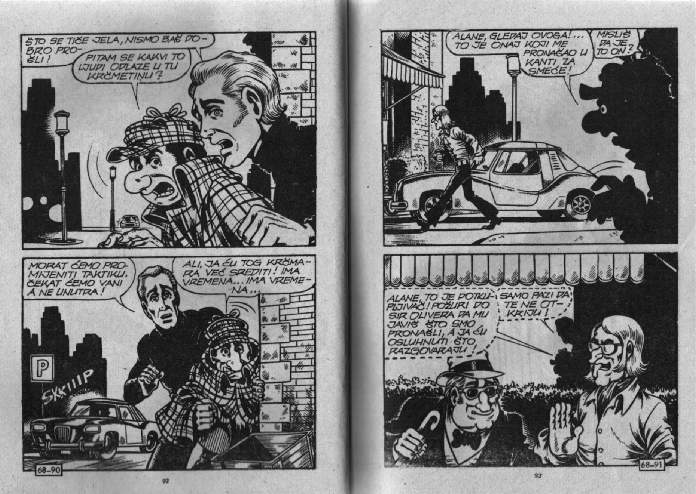 ŠTO SE TIČE JELA, NISMO BAŠ DO-
BRO PRO-
ŠLI!
PITAM SE KAKVI TO
LJUDI ODLAZE U TU
KRČMETINU?
MORAT ĆEMO PRO-
MIJENITI TAKTIKU.
ČEKAT ĆEMO VANI
A NE UNUTRA!
ALI, JA ĆU TOG KRČMA-
RA VEĆ SREDITI! IMA
VREMENA... IMA VREME-
NA...
P
SKKIIIP
68-90
92
ALANE, GLEDAJ OVOGA!...
TO JE ONAJ KOJI ME
PRONAŠAO U
KANTI ZA
SMEĆE!
MISLIŠ
DA JE
TO ON?
ALANE, TO JE POTKU-
PLJIVAČ! POŽURI DO
SIR OLIVERA DA MU
JAVIŠ ŠTO SMO
PRONAŠLI, A JA ĆU
OSLUHNUTI ŠTO
RAZGOVARAJU!
SAMO PAZI DA
TE NE OT-
KRIJU!
68-91
93